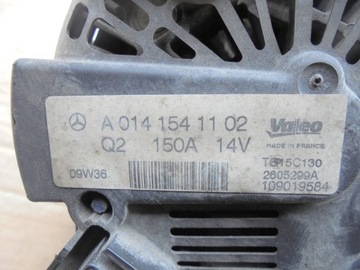 A 014 154 11 02
Valeo
Q2 150A 14V
MADE IN FRANCE
TG15C130
09W36
2605299A
109019584